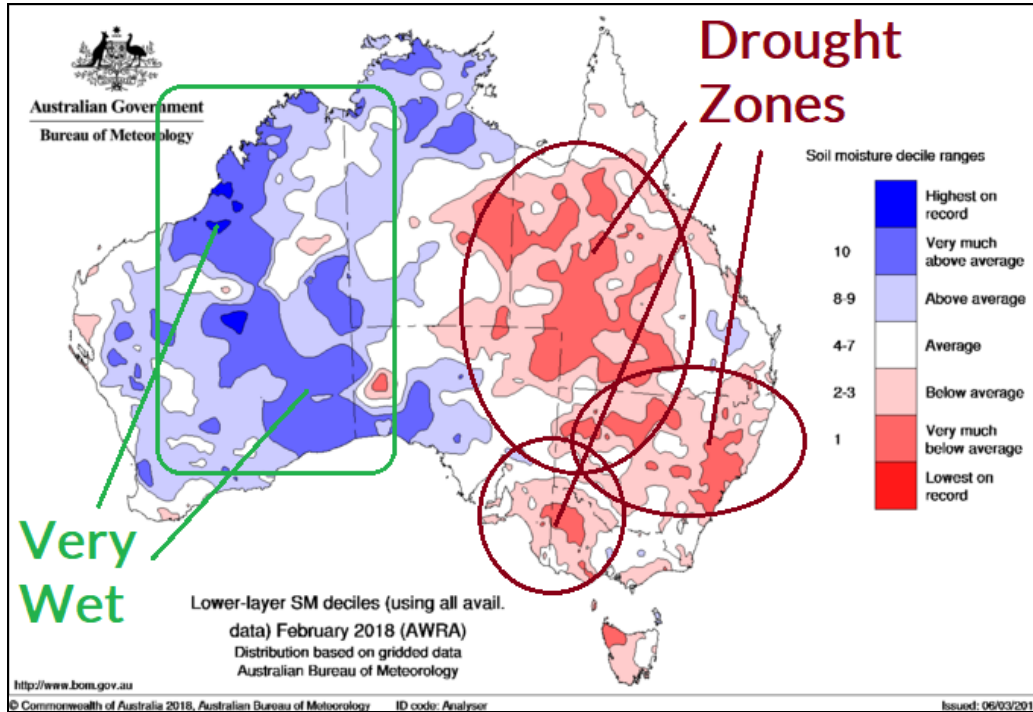 Drought
Zones
Australian Government
Bureau of Meteorology
Soil moisture decile ranges
Highest on
record
10
Very much
above average
8-9
Above average
4-7
Average
2-3
Below average
1
Very much
below average
Lowest on
record
Very
Wet
Lower-layer SM deciles (using all avail.
data) February 2018 (AWRA)
Distribution based on gridded data
Australian Bureau of Meteorology
http://www.bom.gov.au
© Commonwealth of Australia 2018, Australian Bureau of Meteorology ID code: Analyser Issued: 06/03/201